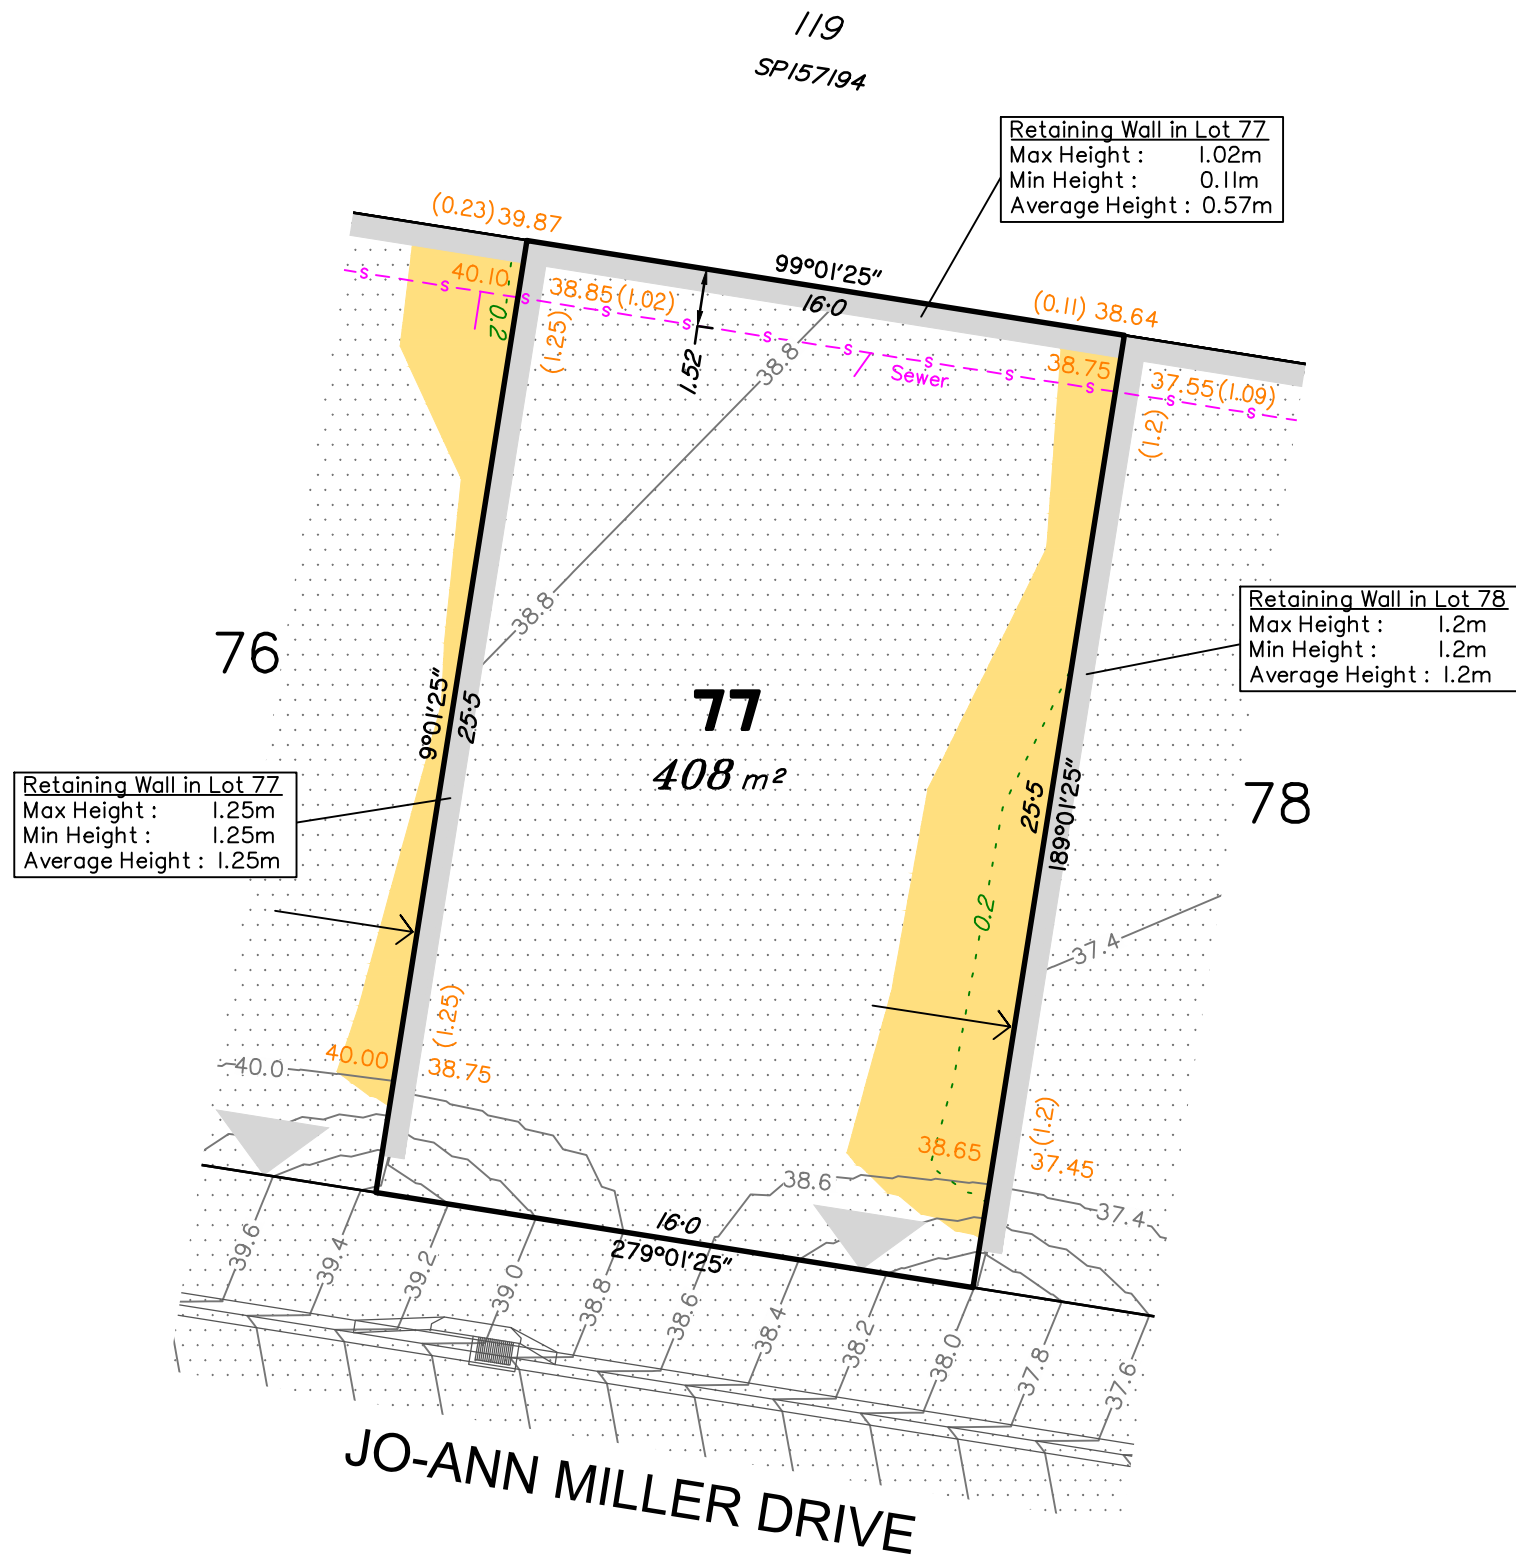 119
SP157194
Retaining Wall in Lot 77
Max Height : 1.02m
Min Height : 0.11m
Average Height : 0.57m
(0.23) 39.87
99°01'25"
16·0
40.10
38.85 (1.02)
(0.11) 38.64
s s s s s s s s s s s s
0.2
(1.25)
1.52
38.8
Sewer
38.75
37.55 (1.09)
(1.2)
38.8
76
Retaining Wall in Lot 78
Max Height : 1.2m
Min Height : 1.2m
Average Height : 1.2m
9°01'25"
25·5
77
408 m²
25·5
189°01'25"
78
Retaining Wall in Lot 77
Max Height : 1.25m
Min Height : 1.25m
Average Height : 1.25m
0.2
37.4
(1.25)
40.00
38.75
40.0
(1.2)
38.65
37.45
38.6
37.4
16·0
279°01'25"
39.6
39.4
39.2
39.0
38.8
38.6
38.4
38.2
38.0
37.8
37.6
JO-ANN MILLER DRIVE